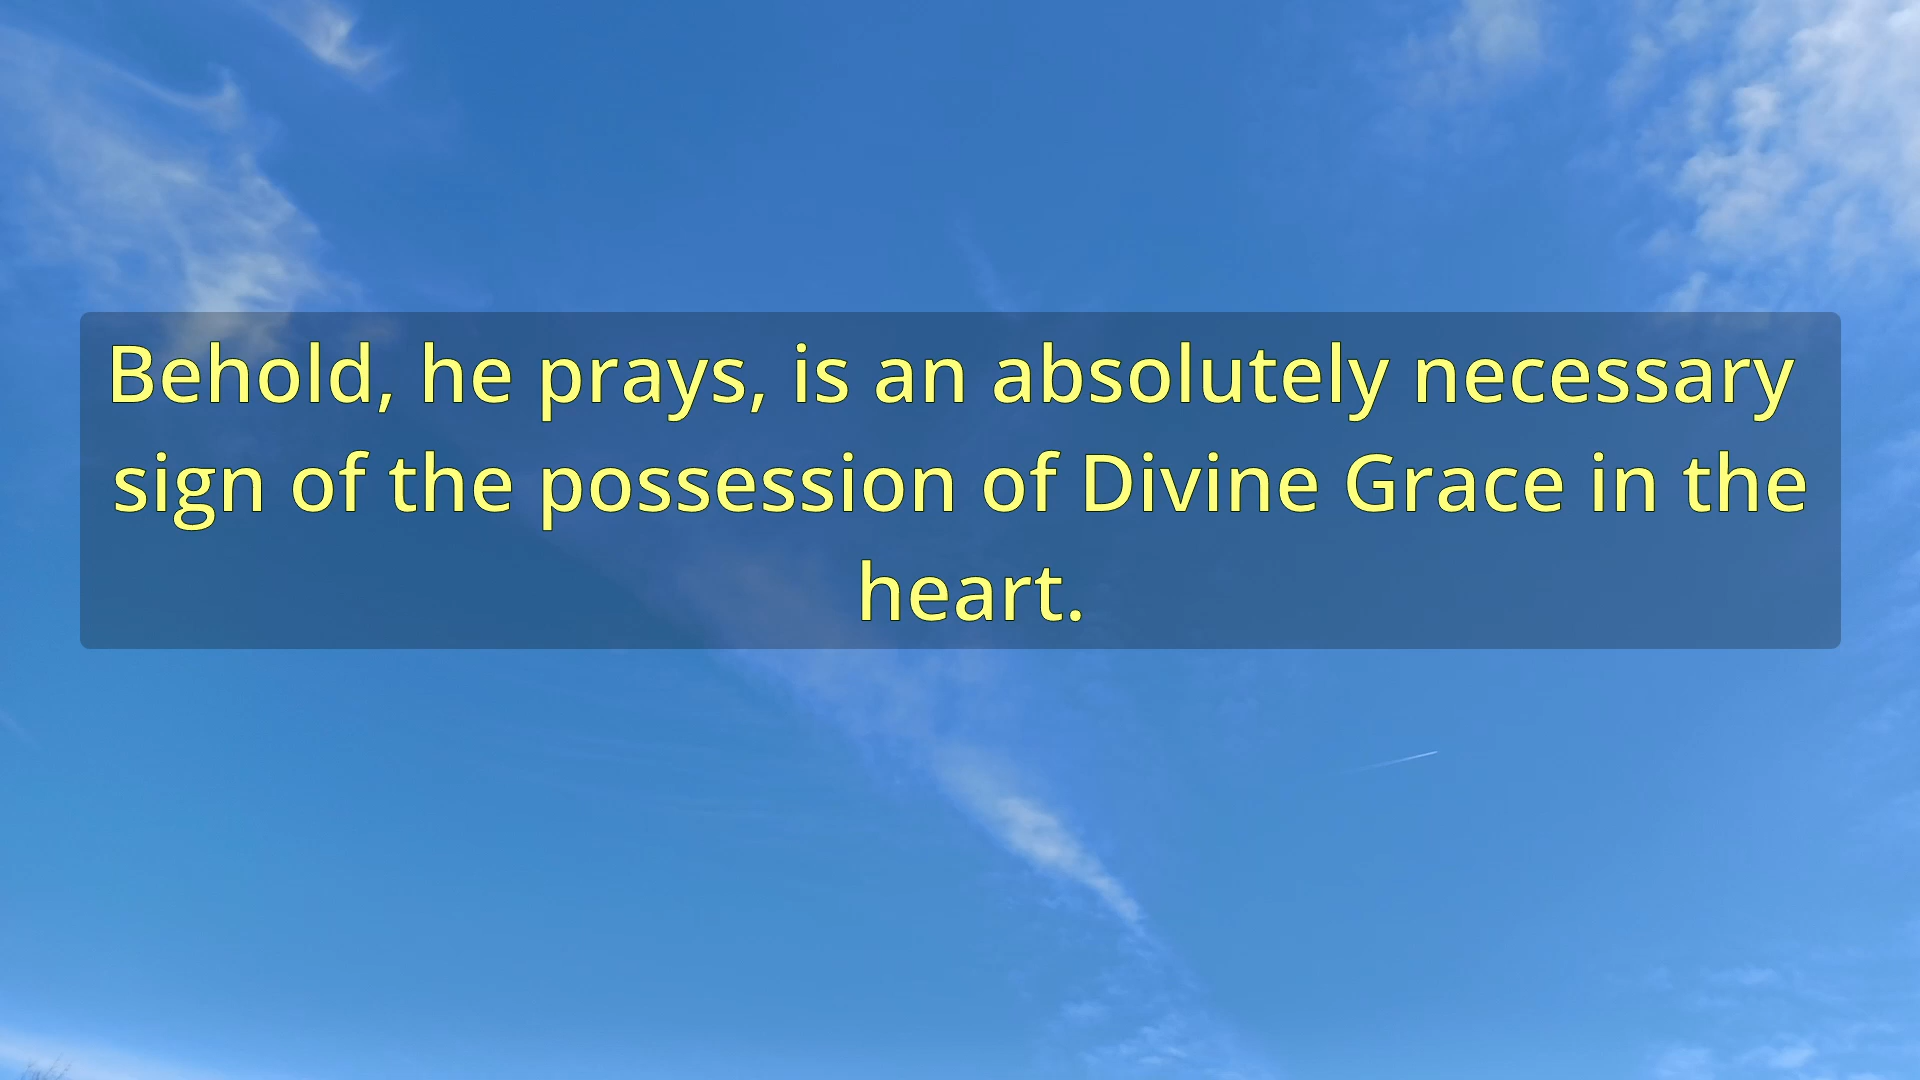 Behold, he prays, is an absolutely necessary
sign of the possession of Divine Grace in the
heart.